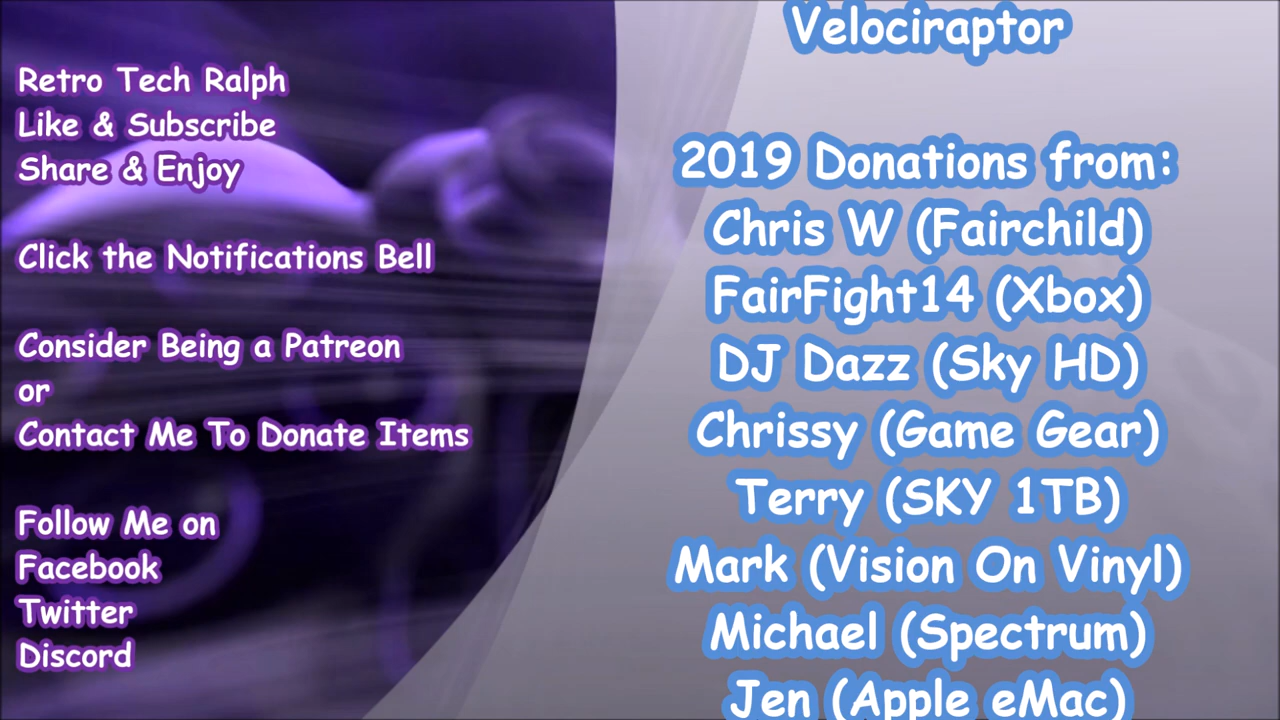 Retro Tech Ralph
Like & Subscribe
Share & Enjoy
Click the Notifications Bell
Consider Being a Patreon
or
Contact Me To Donate Items
Follow Me on
Facebook
Twitter
Discord
Velociraptor
2019 Donations from:
Chris W (Fairchild)
FairFight14 (Xbox)
DJ Dazz (Sky HD)
Chrissy (Game Gear)
Terry (SKY 1TB)
Mark (Vision On Vinyl)
Michael (Spectrum)
Jen (Apple eMac)